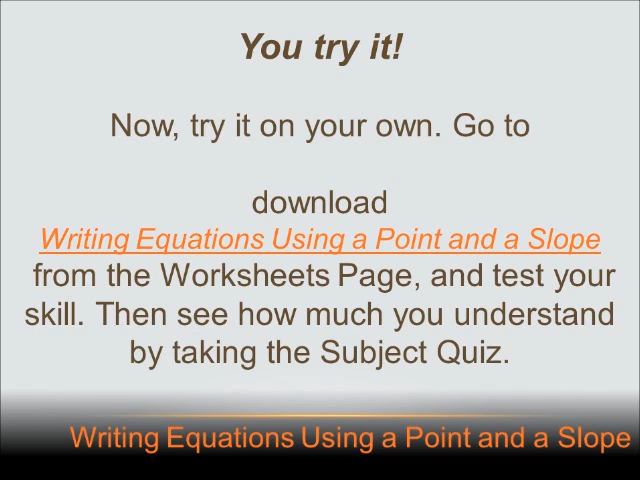 You try it!
Now, try it on your own. Go to
download
Writing Equations Using a Point and a Slope
from the Worksheets Page, and test your
skill. Then see how much you understand
by taking the Subject Quiz.
Writing Equations Using a Point and a Slope